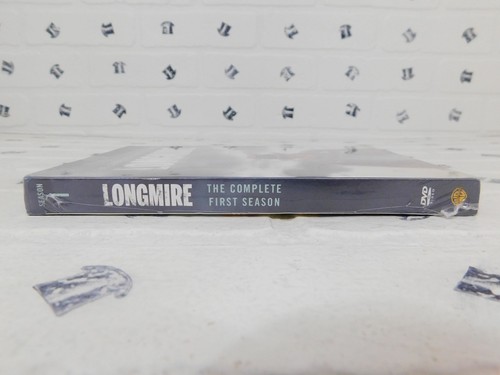 SEASON
1
LONGMIRE
THE COMPLETE
FIRST SEASON
DVD